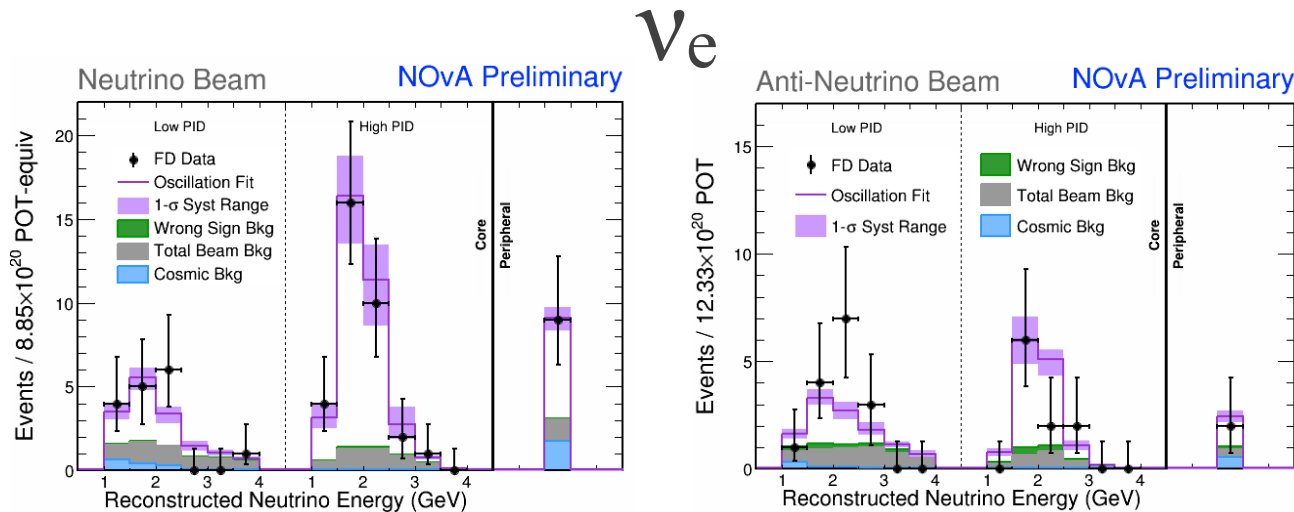 νe
Neutrino Beam
NOvA Preliminary
Low PID
High PID
FD Data
Oscillation Fit
1-σ Syst Range
Wrong Sign Bkg
Total Beam Bkg
Cosmic Bkg
Core
Peripheral
Events / 8.85×10²⁰ POT-equiv
20
15
10
5
0
1 2 3 4 1 2 3 4
Reconstructed Neutrino Energy (GeV)
Anti-Neutrino Beam
NOvA Preliminary
Low PID
High PID
FD Data
Oscillation Fit
1-σ Syst Range
Wrong Sign Bkg
Total Beam Bkg
Cosmic Bkg
Core
Peripheral
Events / 12.33×10²⁰ POT
15
10
5
0
1 2 3 4 1 2 3 4
Reconstructed Neutrino Energy (GeV)